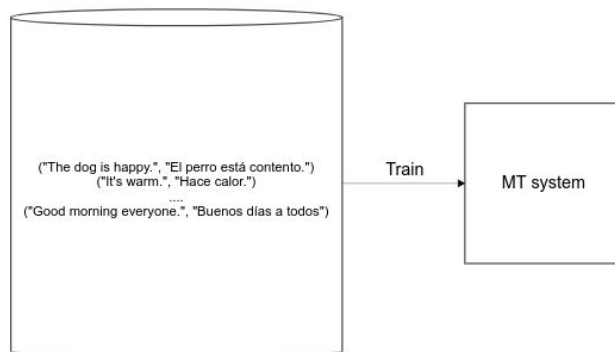 ("The dog is happy.", "El perro está contento.")
("It's warm.", "Hace calor.")
....
("Good morning everyone.", "Buenos días a todos")
Train
MT system